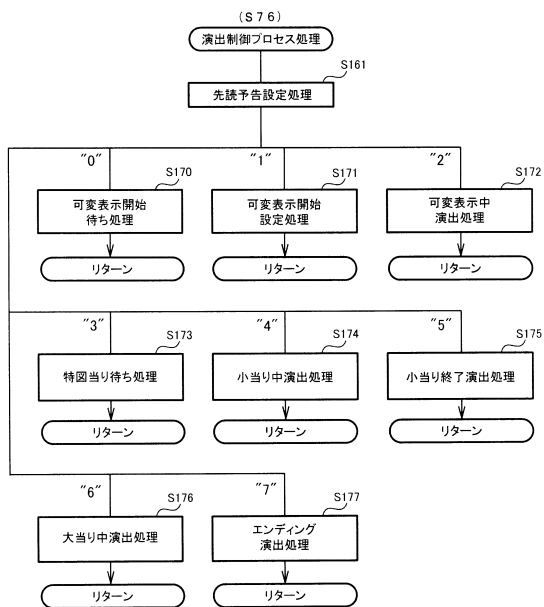 (S76)
演出制御プロセス処理
S161
先読予告設定処理
"0"
"1"
"2"
S170
S171
S172
可変表示開始
待ち処理
可変表示開始
設定処理
可変表示中
演出処理
リターン
リターン
リターン
"3"
"4"
"5"
S173
S174
S175
特図当り待ち処理
小当り中演出処理
小当り終了演出処理
リターン
リターン
リターン
"6"
"7"
S176
S177
大当り中演出処理
エンディング
演出処理
リターン
リターン